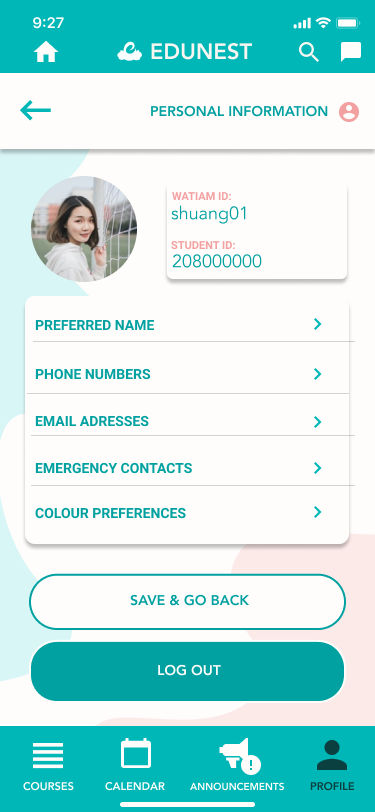 9:27
EDUNEST
PERSONAL INFORMATION
WATIAM ID:
shuang01
STUDENT ID:
208000000
PREFERRED NAME
PHONE NUMBERS
EMAIL ADRESSES
EMERGENCY CONTACTS
COLOUR PREFERENCES
SAVE & GO BACK
LOG OUT
COURSES CALENDAR ANNOUNCEMENTS PROFILE